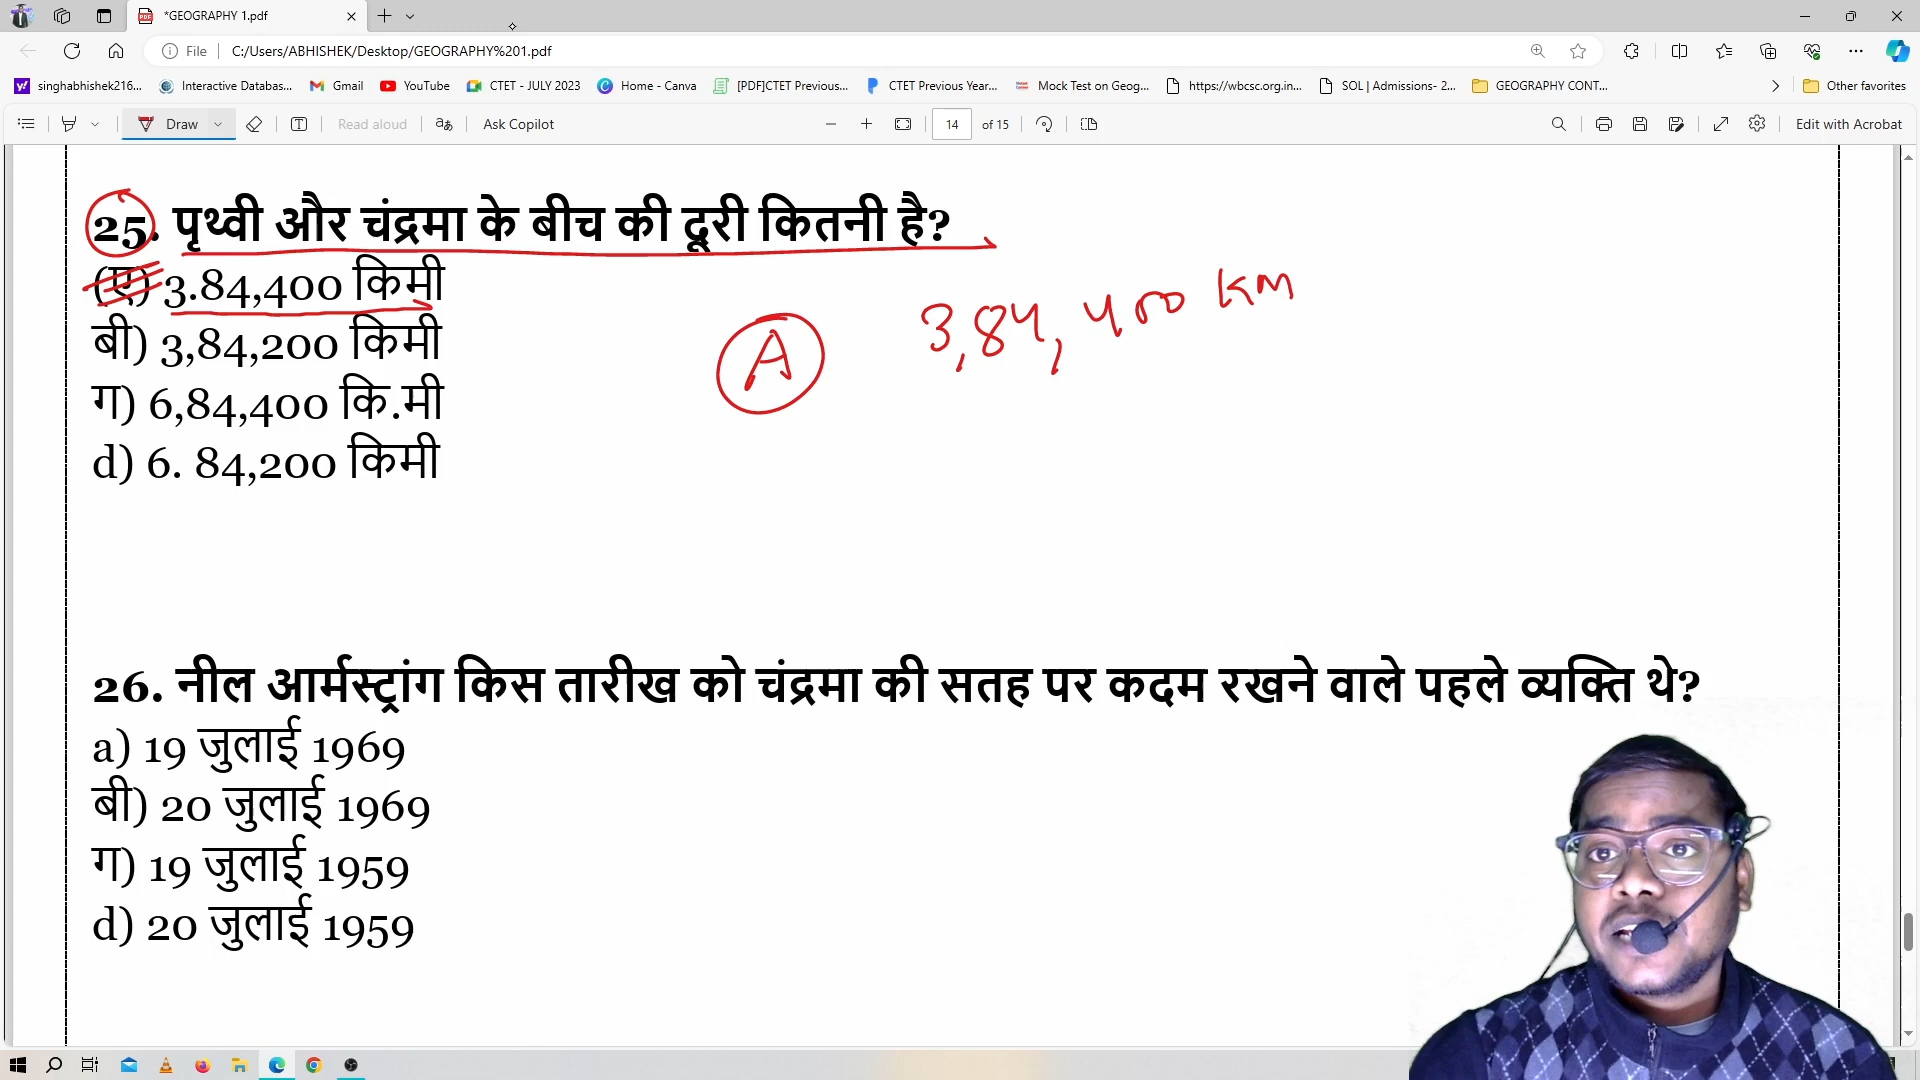 *GEOGRAPHY 1.pdf
File C:/Users/ABHISHEK/Desktop/GEOGRAPHY%201.pdf
singhabhishek216... Interactive Databas... Gmail YouTube CTET - JULY 2023 Home - Canva [PDF]CTET Previous... CTET Previous Year... Mock Test on Geog... https://wbcsc.org.in... SOL | Admissions- 2... GEOGRAPHY CONT... Other favorites
Draw Read aloud Ask Copilot 14 of 15 Edit with Acrobat
25. पृथ्वी और चंद्रमा के बीच की दूरी कितनी है?
(ए) 3.84,400 किमी
बी) 3,84,200 किमी
ग) 6,84,400 कि.मी
d) 6. 84,200 किमी
A
3,84,400 km
26. नील आर्मस्ट्रांग किस तारीख को चंद्रमा की सतह पर कदम रखने वाले पहले व्यक्ति थे?
a) 19 जुलाई 1969
बी) 20 जुलाई 1969
ग) 19 जुलाई 1959
d) 20 जुलाई 1959